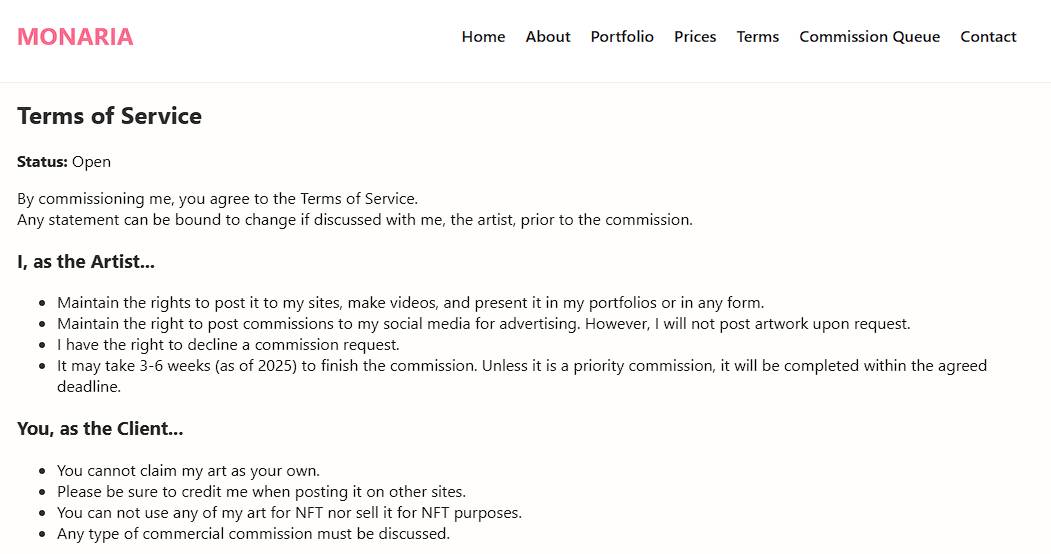 MONARIA
Home About Portfolio Prices Terms Commission Queue Contact
Terms of Service
Status: Open
By commissioning me, you agree to the Terms of Service.
Any statement can be bound to change if discussed with me, the artist, prior to the commission.
I, as the Artist...
Maintain the rights to post it to my sites, make videos, and present it in my portfolios or in any form.
Maintain the right to post commissions to my social media for advertising. However, I will not post artwork upon request.
I have the right to decline a commission request.
It may take 3-6 weeks (as of 2025) to finish the commission. Unless it is a priority commission, it will be completed within the agreed
deadline.
You, as the Client...
You cannot claim my art as your own.
Please be sure to credit me when posting it on other sites.
You can not use any of my art for NFT nor sell it for NFT purposes.
Any type of commercial commission must be discussed.